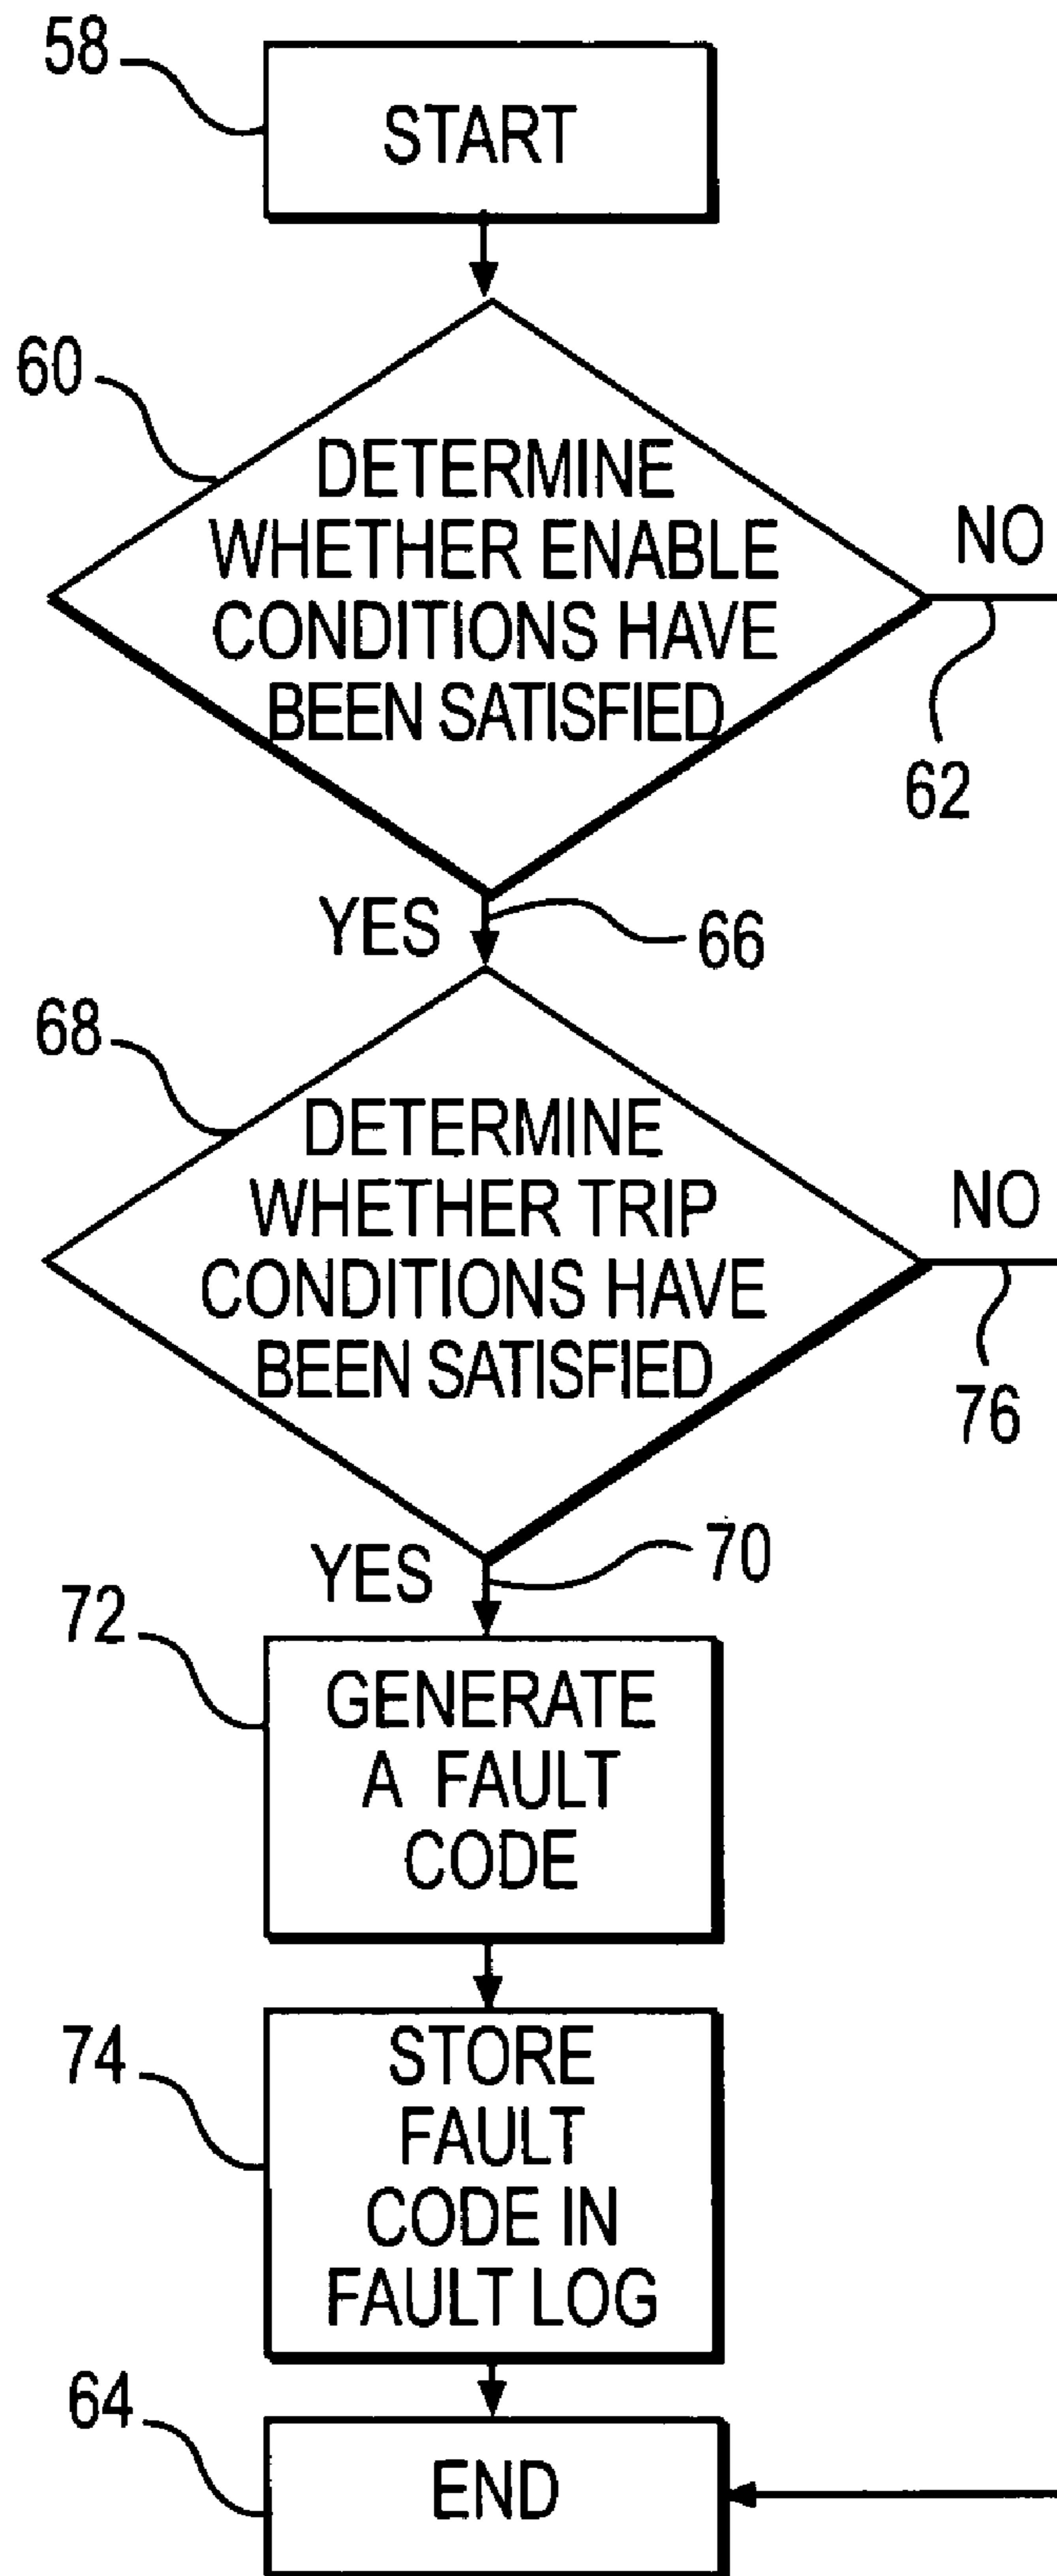 58
START
60
DETERMINE
WHETHER ENABLE
CONDITIONS HAVE
BEEN SATISFIED
NO
62
YES
66
68
DETERMINE
WHETHER TRIP
CONDITIONS HAVE
BEEN SATISFIED
NO
76
YES
70
72
GENERATE
A FAULT
CODE
74
STORE
FAULT
CODE IN
FAULT LOG
64
END